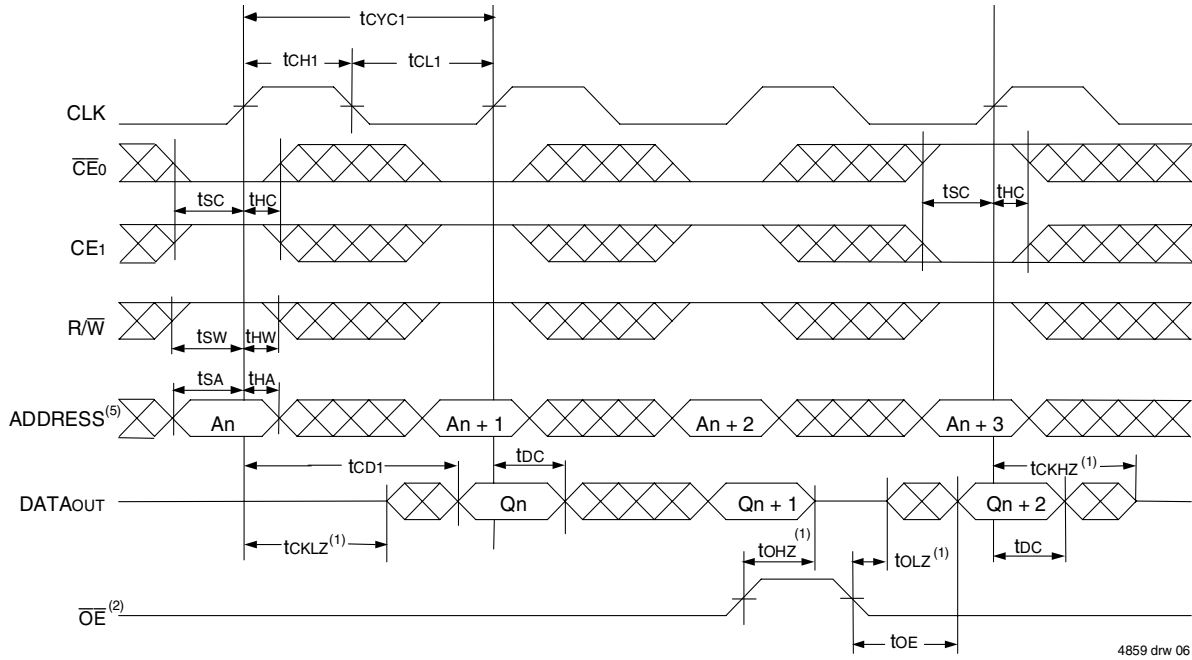 tCYC1
tCH1 tCL1
CLK
CE0
tSC tHC tSC tHC
CE1
R/W
tSW tHW
tSA tHA
ADDRESS(5) An An + 1 An + 2 An + 3
tCD1 tDC tCKHZ(1)
DATAOUT Qn Qn + 1 Qn + 2
tCKLZ(1) tOHZ(1) tOLZ(1) tDC
OE(2)
tOE
4859 drw 06